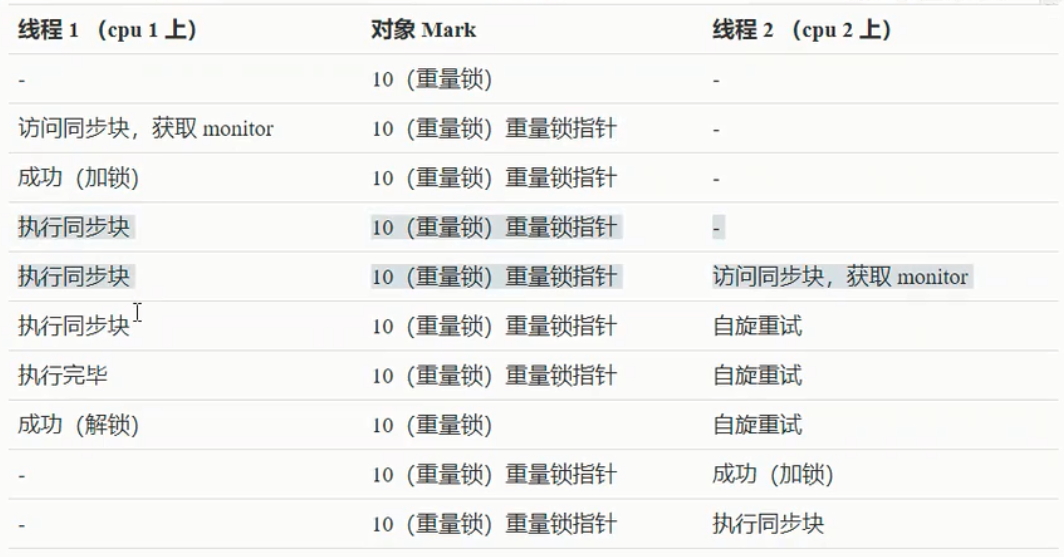 线程 1 （cpu 1 上） 对象 Mark 线程 2 （cpu 2 上）
- 10（重量锁） -
访问同步块，获取 monitor 10（重量锁）重量锁指针 -
成功（加锁） 10（重量锁）重量锁指针 -
执行同步块 10（重量锁）重量锁指针 -
执行同步块 10（重量锁）重量锁指针 访问同步块，获取 monitor
执行同步块 10（重量锁）重量锁指针 自旋重试
执行完毕 10（重量锁）重量锁指针 自旋重试
成功（解锁） 10（重量锁） 自旋重试
- 10（重量锁）重量锁指针 成功（加锁）
- 10（重量锁）重量锁指针 执行同步块